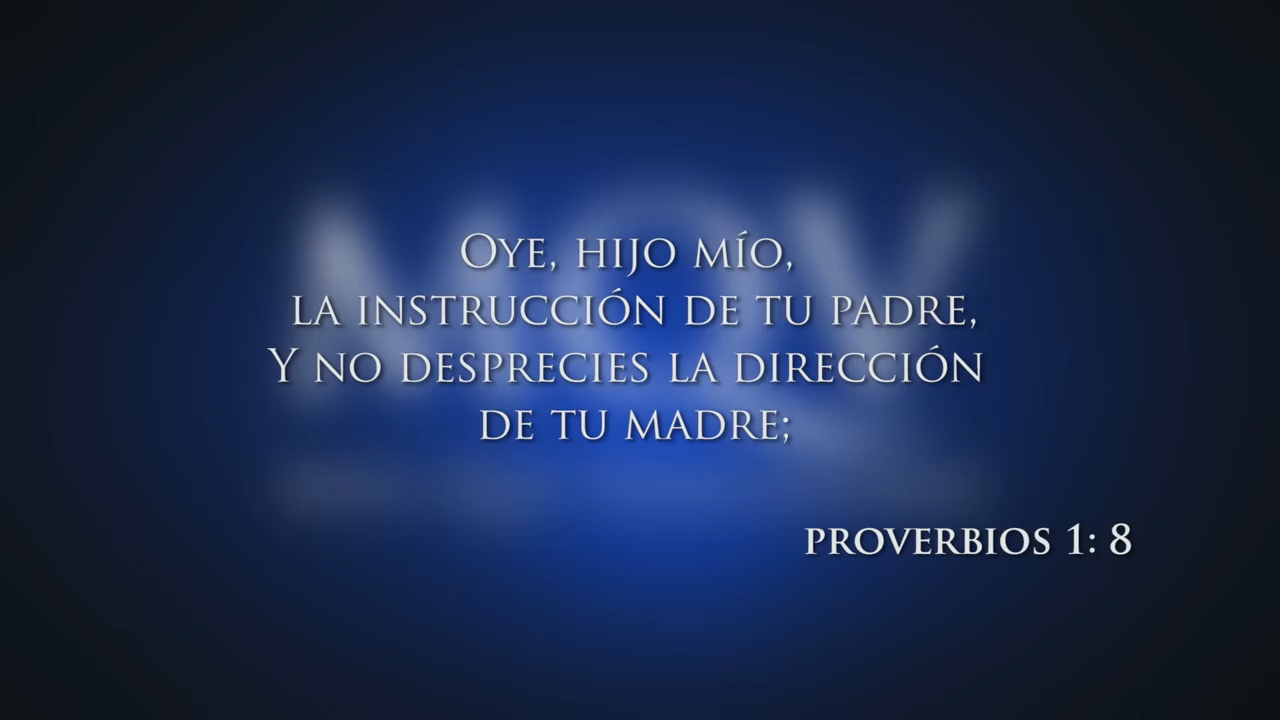 Oye, hijo mío,
la instrucción de tu padre,
Y no desprecies la dirección
de tu madre;
Proverbios 1: 8